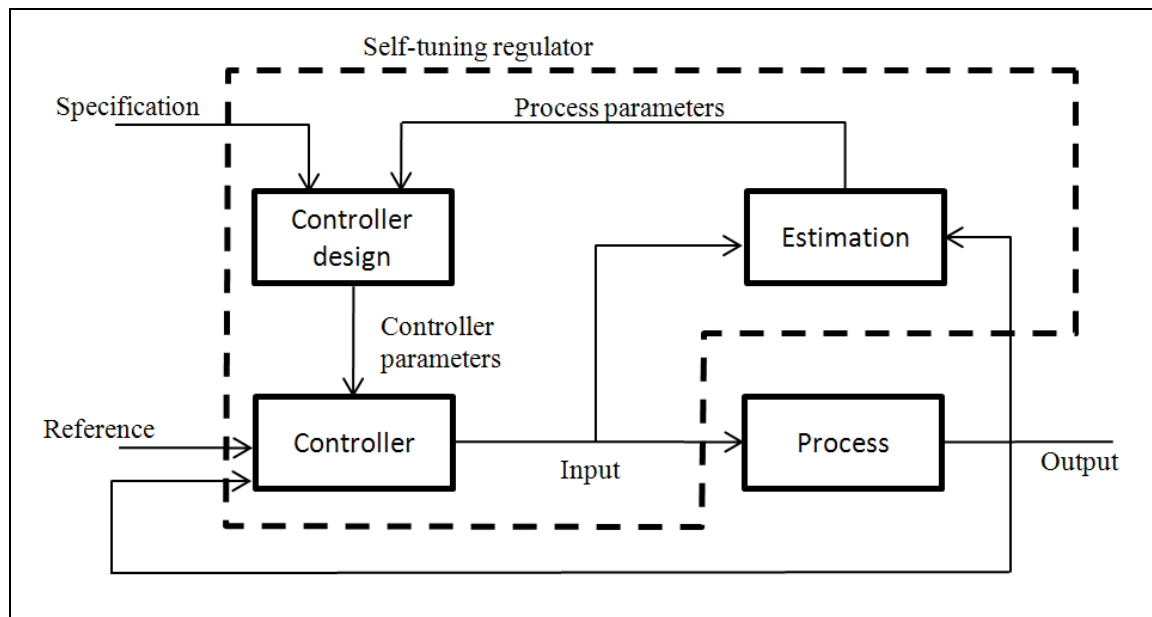 Self-tuning regulator
Specification
Process parameters
Controller
design
Estimation
Controller
parameters
Reference
Controller
Input
Process
Output